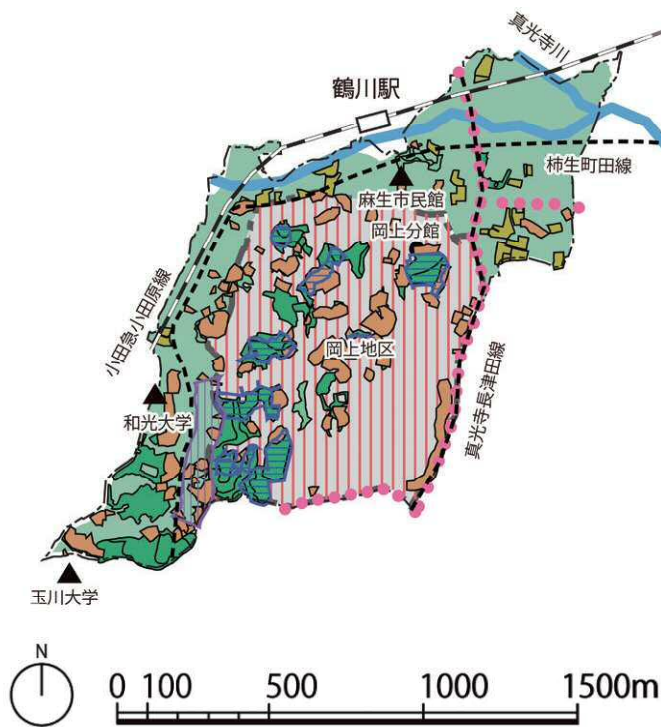 真光寺川
鶴川駅
柿生町田線
麻生市民館
岡上分館
小田急小田原線
岡上地区
真光寺長津田線
和光大学
玉川大学
N
0 100 500 1000 1500m